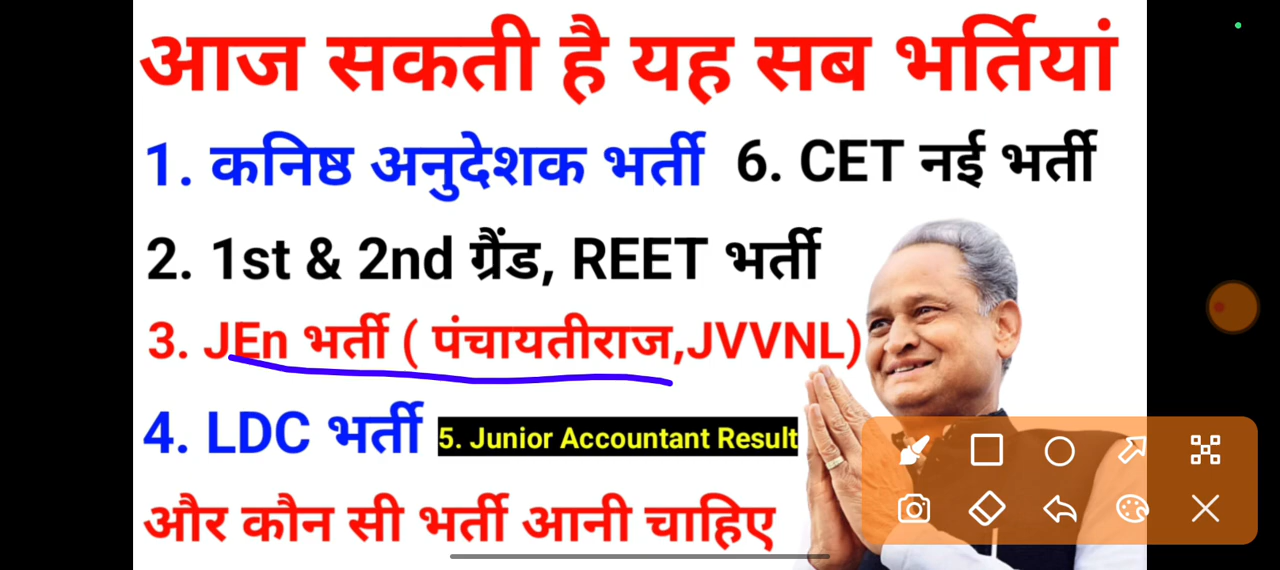 आज सकती है यह सब भर्तियां
1. कनिष्ठ अनुदेशक भर्ती 6. CET नई भर्ती
2. 1st & 2nd ग्रैंड, REET भर्ती
3. JEn भर्ती ( पंचायतीराज,JVVNL)
4. LDC भर्ती 5. Junior Accountant Result
और कौन सी भर्ती आनी चाहिए